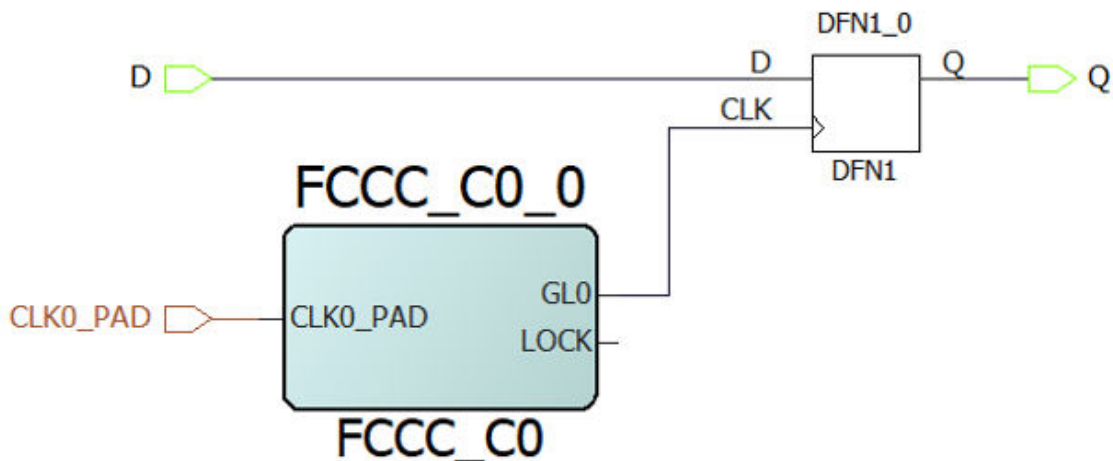 DFN1_0
D
D
Q
Q
CLK
DFN1
FCCC_C0_0
GL0
CLK0_PAD
CLK0_PAD
LOCK
FCCC_C0